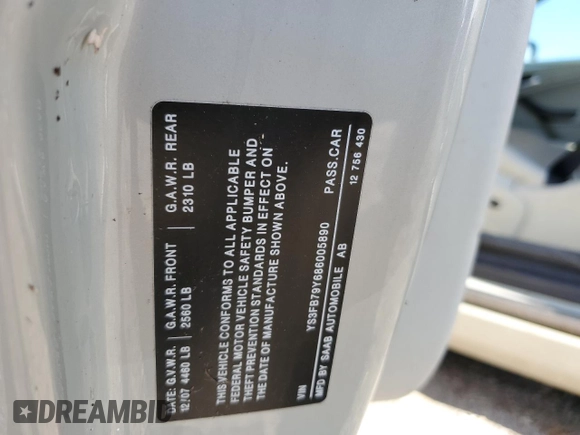 DATE: G.V.W.R. G.A.W.R. FRONT G.A.W.R. REAR
12/07 4460 LB 2560 LB 2310 LB
THIS VEHICLE CONFORMS TO ALL APPLICABLE
FEDERAL MOTOR VEHICLE SAFETY BUMPER AND
THEFT PREVENTION STANDARDS IN EFFECT ON
THE DATE OF MANUFACTURE SHOWN ABOVE.
VIN YS3FB79Y686005890 PASS.CAR
MFD BY SAAB AUTOMOBILE AB 12 756 430
DREAMBID